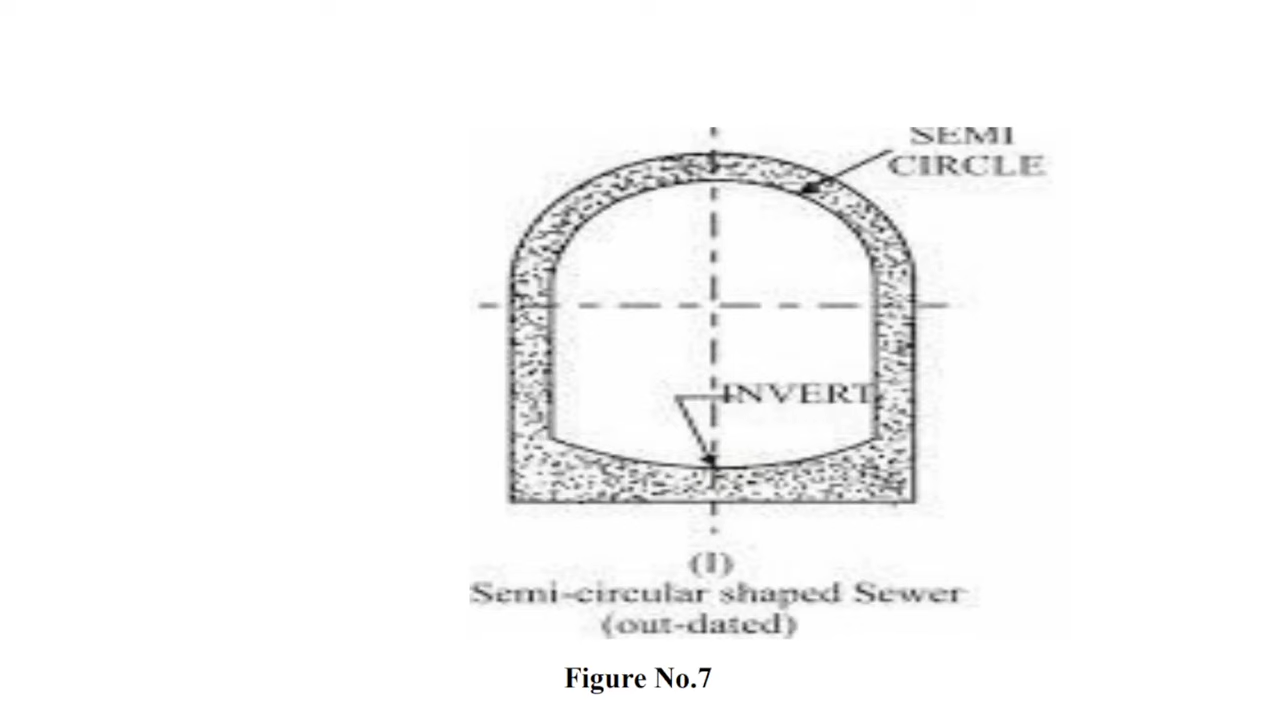 SEMI
CIRCLE
INVERT
(I)
Semi-circular shaped Sewer
(out-dated)
Figure No.7